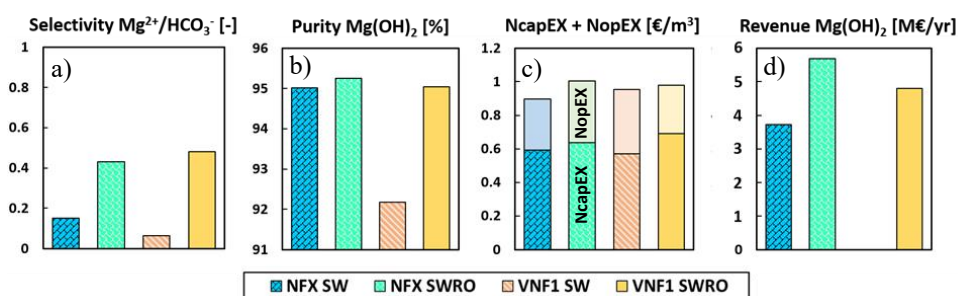 Selectivity Mg²⁺/HCO₃⁻ [-]
a)
1
0.8
0.6
0.4
0.2
0
Purity Mg(OH)₂ [%]
b)
96
95
94
93
92
91
NcapEX + NopEX [€/m³]
c)
1.2
1
0.8
0.6
0.4
0.2
0
NopEX
NcapEX
Revenue Mg(OH)₂ [M€/yr]
d)
6
5
4
3
2
1
0
NFX SW NFX SWRO VNF1 SW VNF1 SWRO